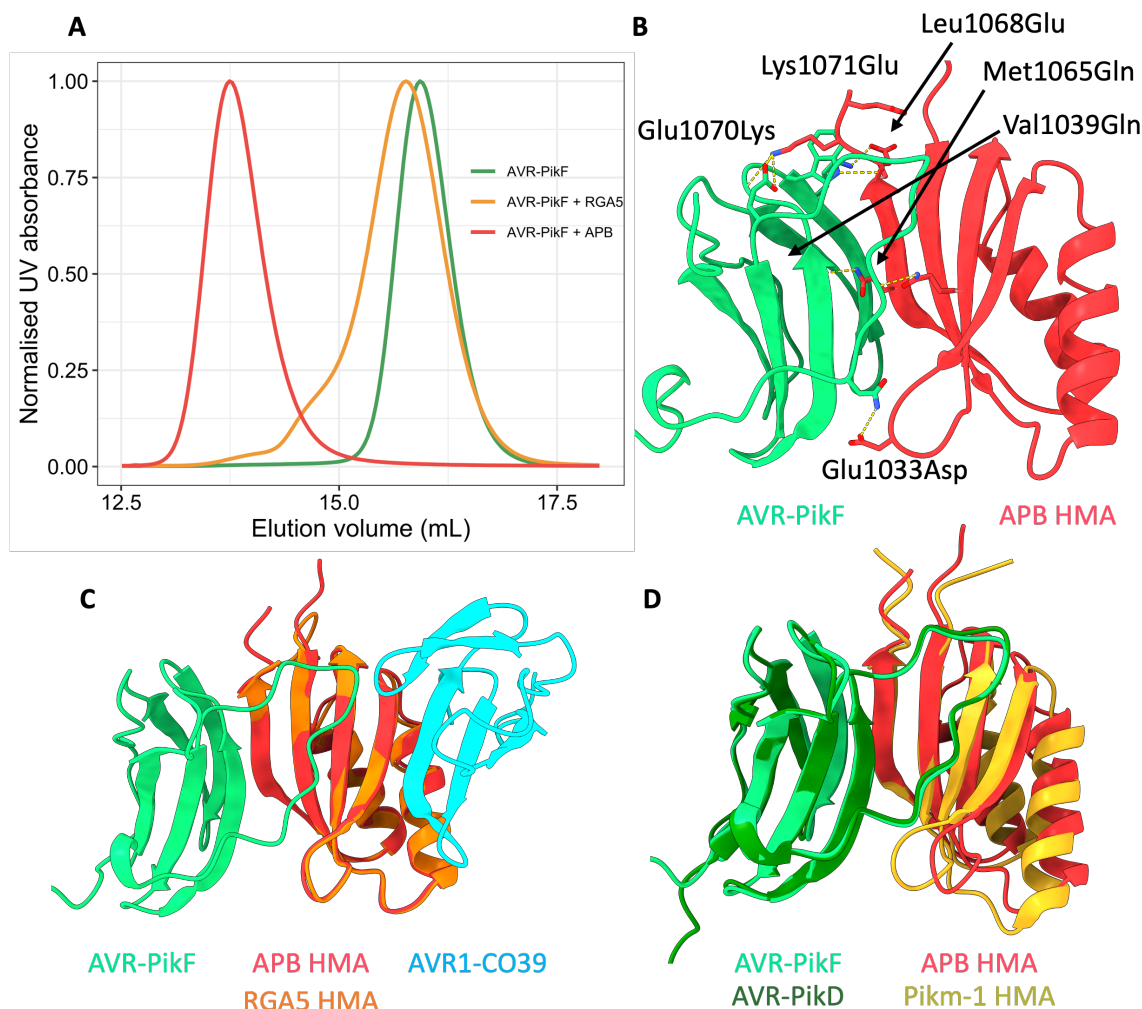 A
Normalised UV absorbance
1.00
0.75
0.50
0.25
0.00
12.5
15.0
17.5
Elution volume (mL)
AVR-PikF
AVR-PikF + RGA5
AVR-PikF + APB
B
Leu1068Glu
Lys1071Glu
Met1065Gln
Glu1070Lys
Val1039Gln
Glu1033Asp
AVR-PikF
APB HMA
C
AVR-PikF
APB HMA
AVR1-CO39
RGA5 HMA
D
AVR-PikF
APB HMA
AVR-PikD
Pikm-1 HMA